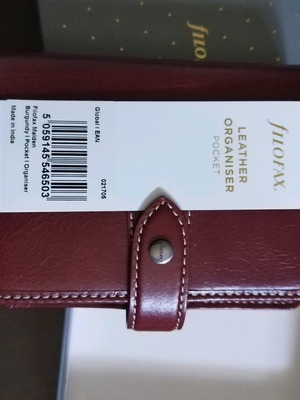 FILOFAX
FILOFAX.
LEATHER
ORGANISER
POCKET
Global | EAN
021706
5 059145 546503
Filofax Malden
Burgundy | Pocket | Organiser
Made in India